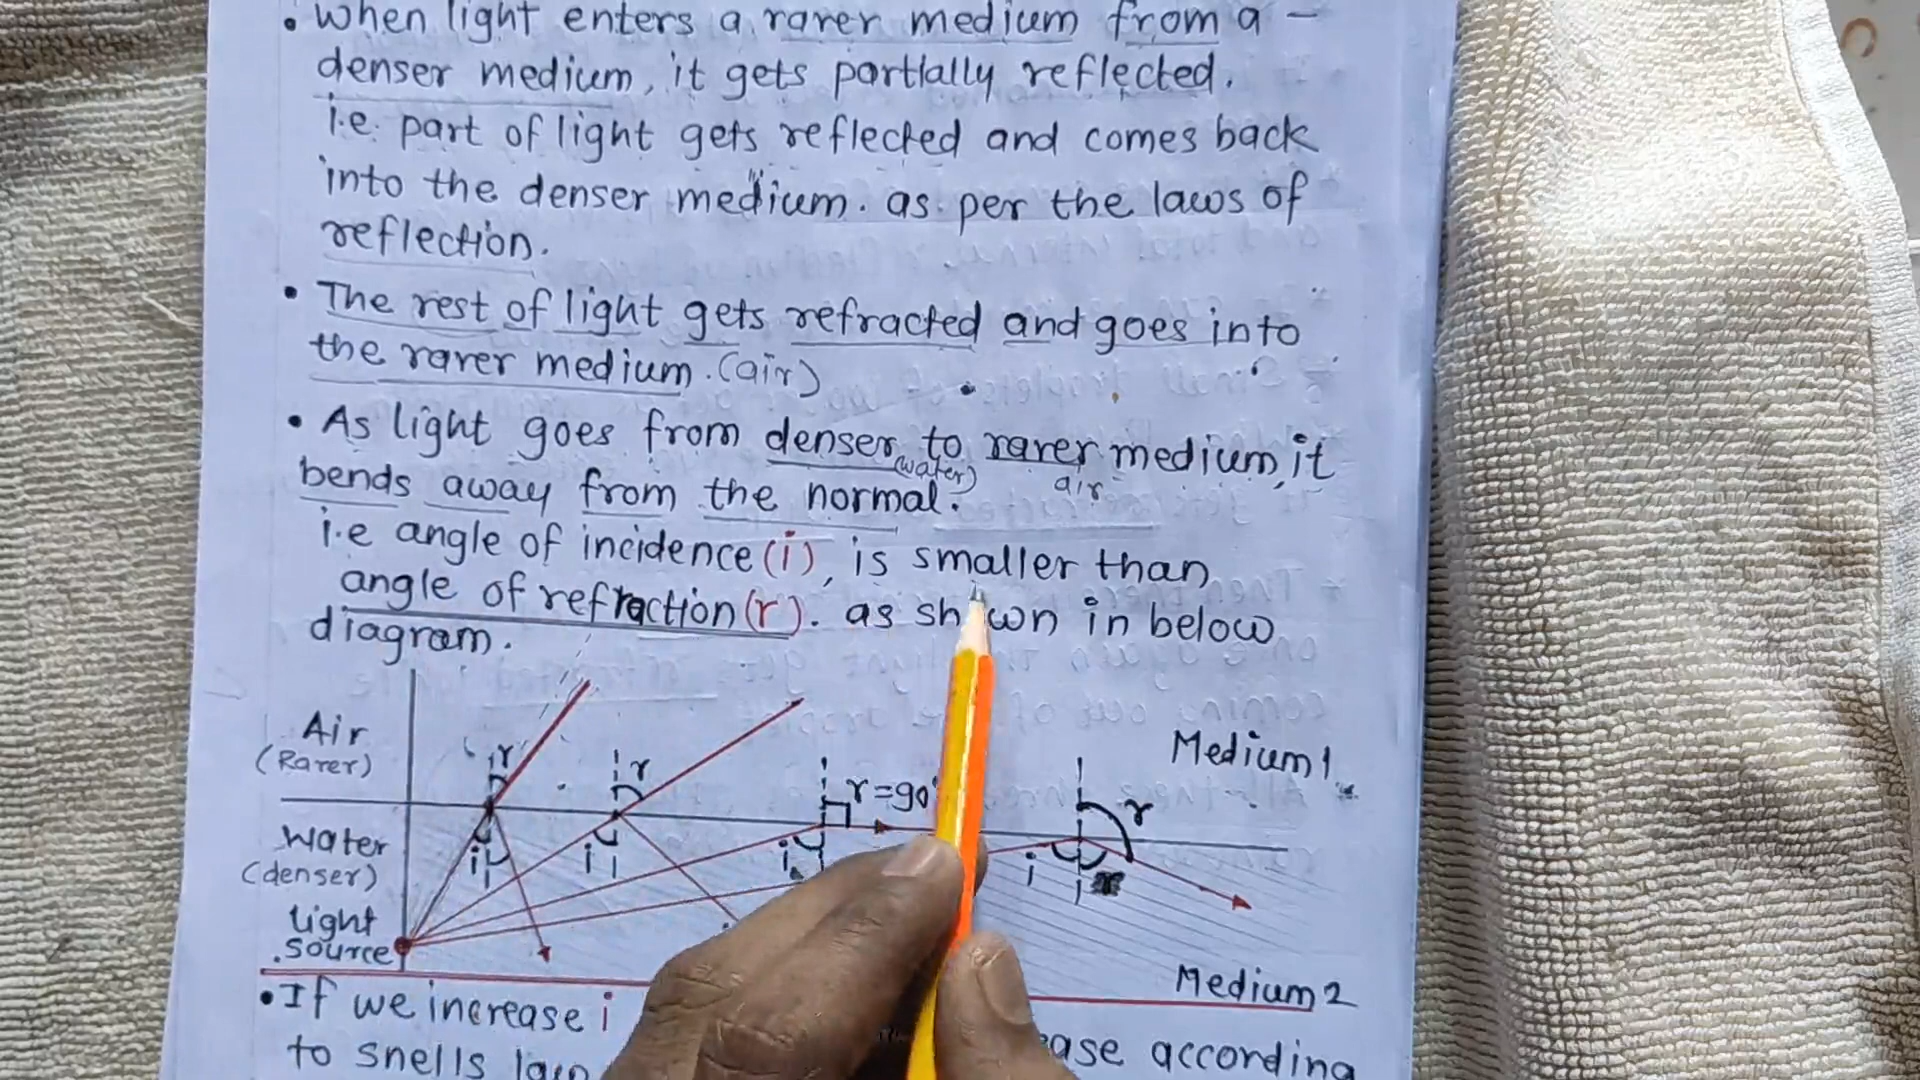 • When light enters a rarer medium from a –
denser medium, it gets partially reflected.
i.e. part of light gets reflected and comes back
into the denser medium. as per the laws of
reflection.
• The rest of light gets refracted and goes into
the rarer medium. (air)
• As light goes from denser to rarer medium, it
(water) air
bends away from the normal.
i.e angle of incidence (i), is smaller than
angle of refraction (r). as shown in below
diagram.
Air
(Rarer)
r
r
r=90
r
Medium 1
Water
(denser)
i
i
i
i
light
source
Medium 2
• If we increase i
to snells law
according